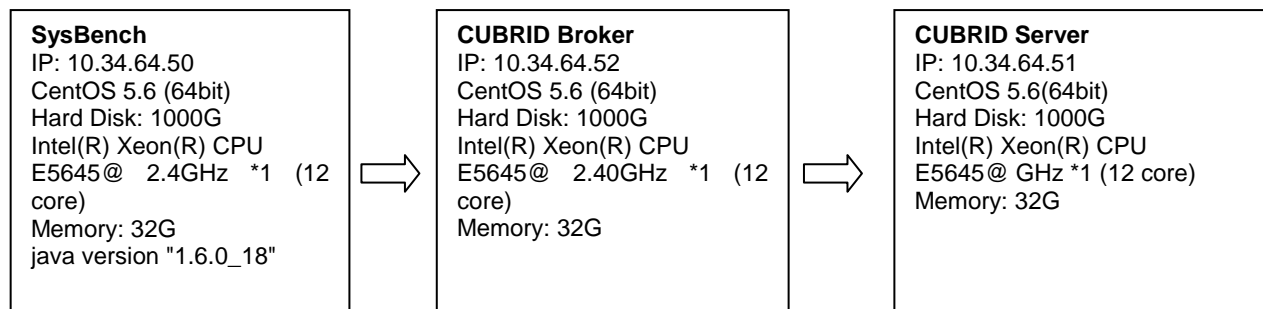 SysBench
IP: 10.34.64.50
CentOS 5.6 (64bit)
Hard Disk: 1000G
Intel(R) Xeon(R) CPU
E5645@ 2.4GHz *1 (12
core)
Memory: 32G
java version "1.6.0_18"
CUBRID Broker
IP: 10.34.64.52
CentOS 5.6 (64bit)
Hard Disk: 1000G
Intel(R) Xeon(R) CPU
E5645@ 2.40GHz *1 (12
core)
Memory: 32G
CUBRID Server
IP: 10.34.64.51
CentOS 5.6(64bit)
Hard Disk: 1000G
Intel(R) Xeon(R) CPU
E5645@ GHz *1 (12 core)
Memory: 32G